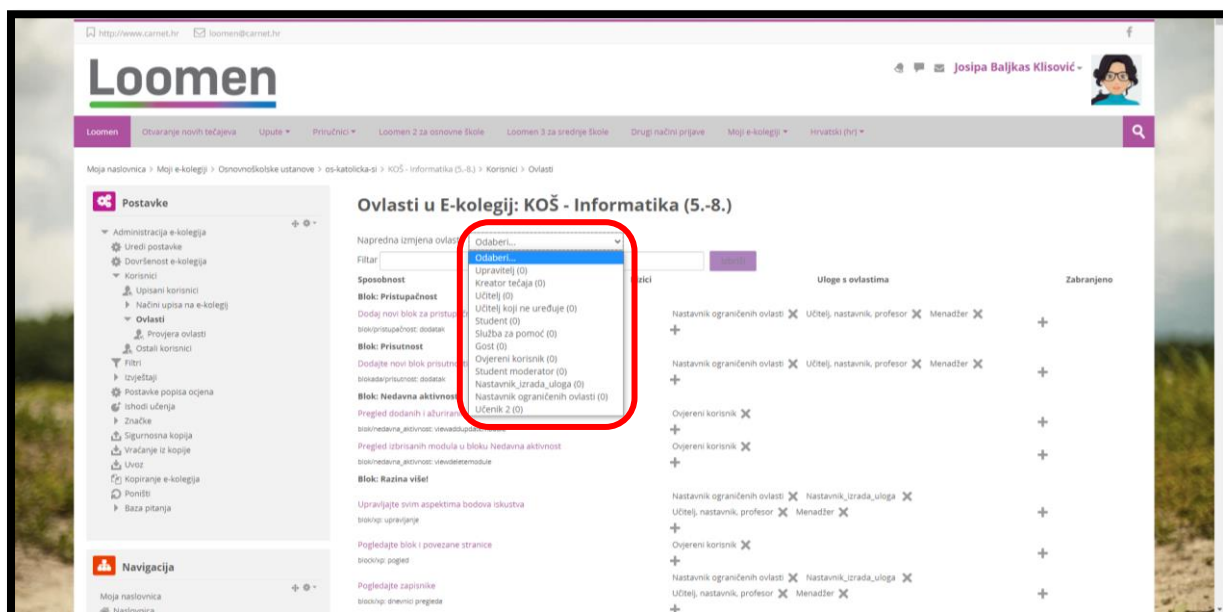 http://www.carnet.hr loomen@carnet.hr
Loomen
Josipa Baljkas Klisović
Loomen Otvaranje novih tečajeva Upute Priručnici Loomen 2 za osnovne škole Loomen 3 za srednje škole Drugi načini prijave Moji e-kolegiji Hrvatski (hr)
Moja naslovnica > Moji e-kolegiji > Osnovnoškolske ustanove > os-katolicka-si > KOŠ - Informatika (5.-8.) > Korisnici > Ovlasti
Postavke
Administracija e-kolegija
Uredi postavke
Dovršenost e-kolegija
Korisnici
Upisani korisnici
Načini upisa na e-kolegij
Ovlasti
Provjera ovlasti
Ostali korisnici
Filtri
Izvještaji
Postavke popisa ocjena
Ishodi učenja
Značke
Sigurnosna kopija
Vraćanje iz kopije
Uvoz
Kopiranje e-kolegija
Poništi
Baza pitanja
Navigacija
Moja naslovnica
Naslovnica
Ovlasti u E-kolegij: KOŠ - Informatika (5.-8.)
Napredna izmjena ovlasti Odaberi...
Odaberi...
Upravitelj (0)
Kreator tečaja (0)
Učitelj (0)
Učitelj koji ne uređuje (0)
Student (0)
Služba za pomoć (0)
Gost (0)
Ovjereni korisnik (0)
Student moderator (0)
Nastavnik_izrada_uloga (0)
Nastavnik ograničenih ovlasti (0)
Učenik 2 (0)
Filtar
Sposobnost Uloge s ovlastima Zabranjeno
Blok: Pristupačnost
Dodaj novi blok za Nastavnik ograničenih ovlasti Učitelj, nastavnik, profesor Menadžer
blok/pristupačnost: dodatak
Blok: Prisutnost
Dodajte novi blok Nastavnik ograničenih ovlasti Učitelj, nastavnik, profesor Menadžer
blokada/prisutnost: dodatak
Blok: Nedavna aktivnost
Pregled dodanih i Ovjereni korisnik
Pregled izbrisanih modula u bloku Nedavna aktivnost Ovjereni korisnik
blok/nedavna_aktivnost: viewdeletemodule
Blok: Razina više!
Upravljajte svim aspektima bodova iskustva Nastavnik ograničenih ovlasti Nastavnik_izrada_uloga
blok/xp: upravljanje Učitelj, nastavnik, profesor Menadžer
Pogledajte blok i povezane stranice Ovjereni korisnik
block/xp: pogled
Pogledajte zapisnike Nastavnik ograničenih ovlasti Nastavnik_izrada_uloga
block/xp: dnevnici pregleda Učitelj, nastavnik, profesor Menadžer